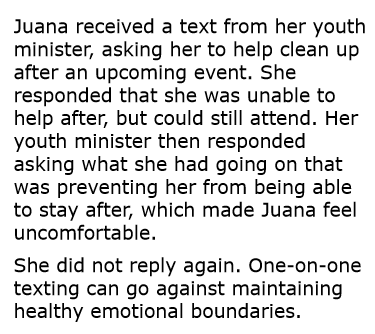 Juana received a text from her youth
minister, asking her to help clean up
after an upcoming event. She
responded that she was unable to
help after, but could still attend. Her
youth minister then responded
asking what she had going on that
was preventing her from being able
to stay after, which made Juana feel
uncomfortable.
She did not reply again. One-on-one
texting can go against maintaining
healthy emotional boundaries.